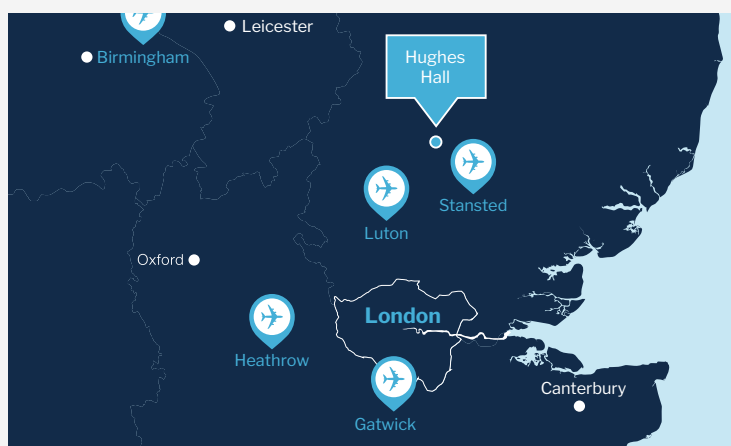 Leicester
Birmingham
Hughes
Hall
Stansted
Luton
Oxford
London
Heathrow
Canterbury
Gatwick